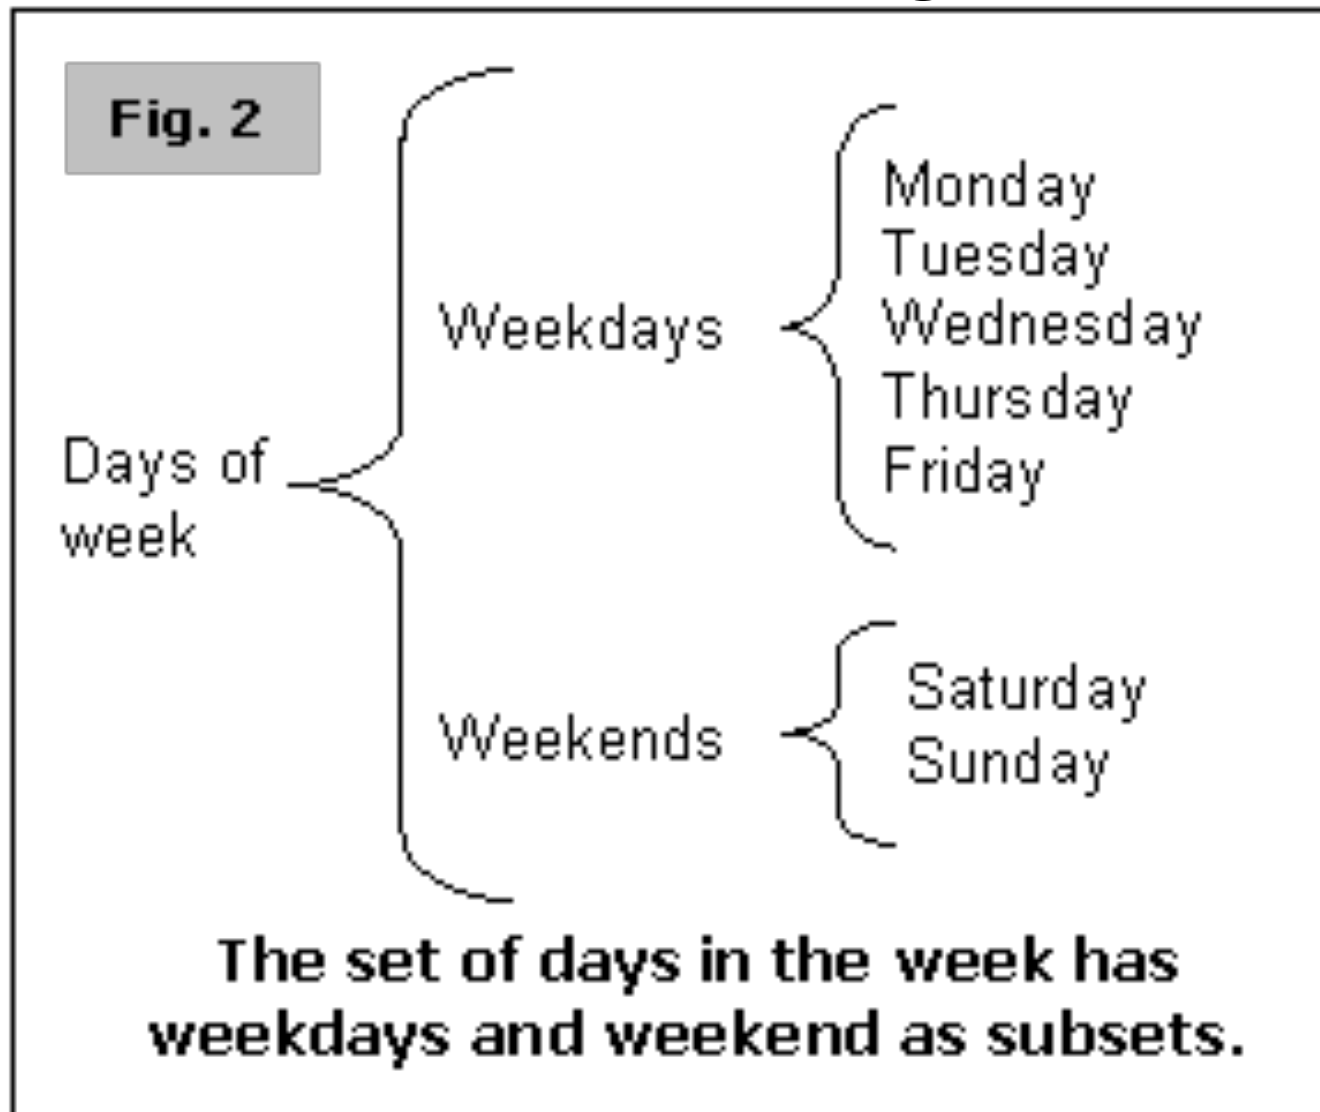 Fig. 2
Days of
week
Weekdays
Monday
Tuesday
Wednesday
Thursday
Friday
Weekends
Saturday
Sunday
The set of days in the week has
weekdays and weekend as subsets.